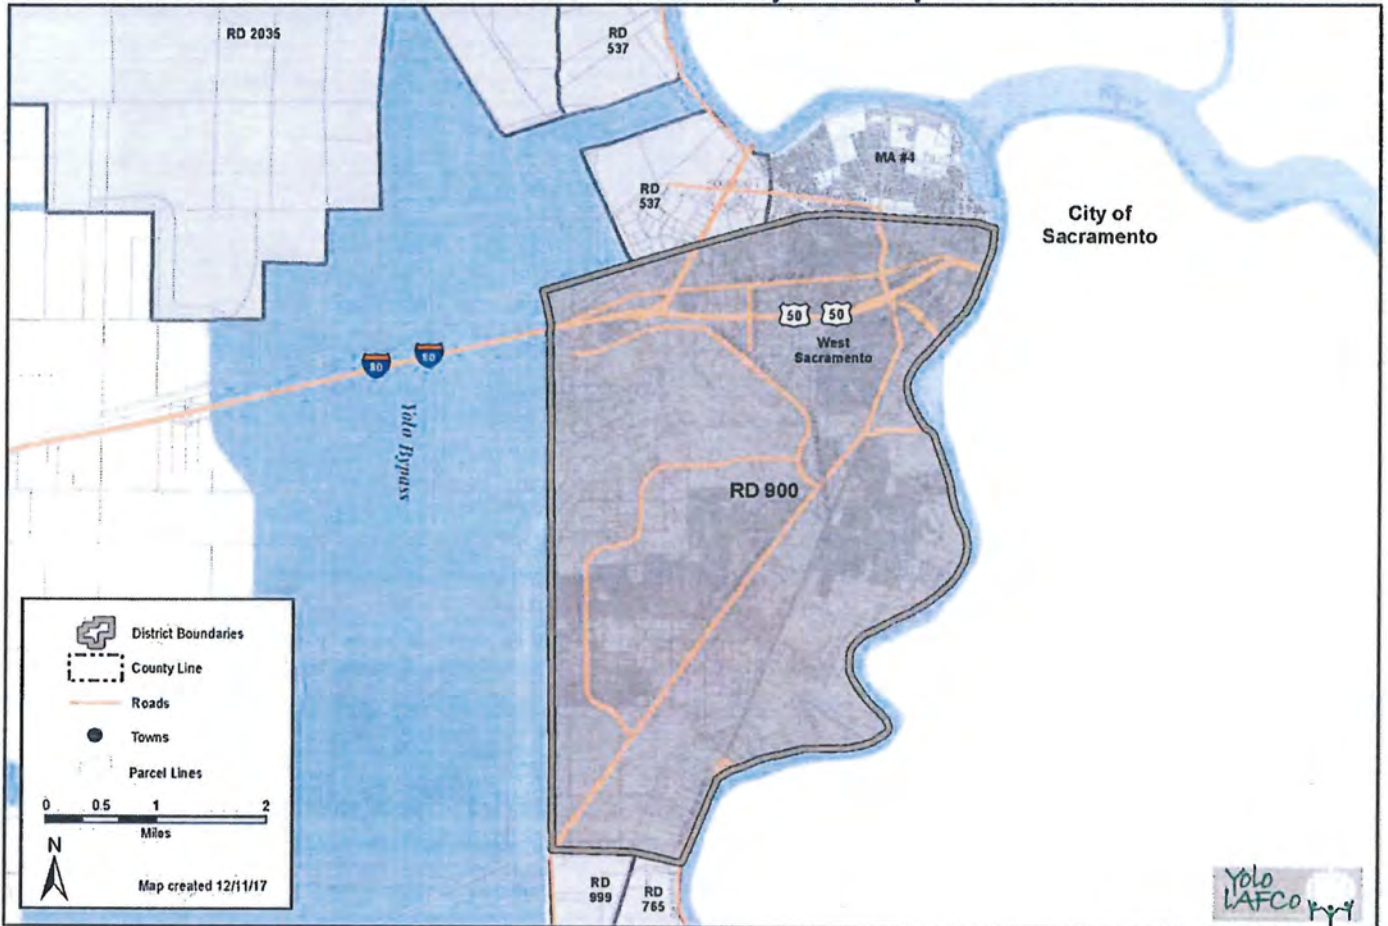 RD 2035
RD
537
MA #4
RD
537
City of
Sacramento
50
50
West
Sacramento
80
80
Yolo Bypass
RD 900
District Boundaries
County Line
Roads
Towns
Parcel Lines
0 0.5 1 2
Miles
N
Map created 12/11/17
RD
999
RD
765
Yolo
LAFCo